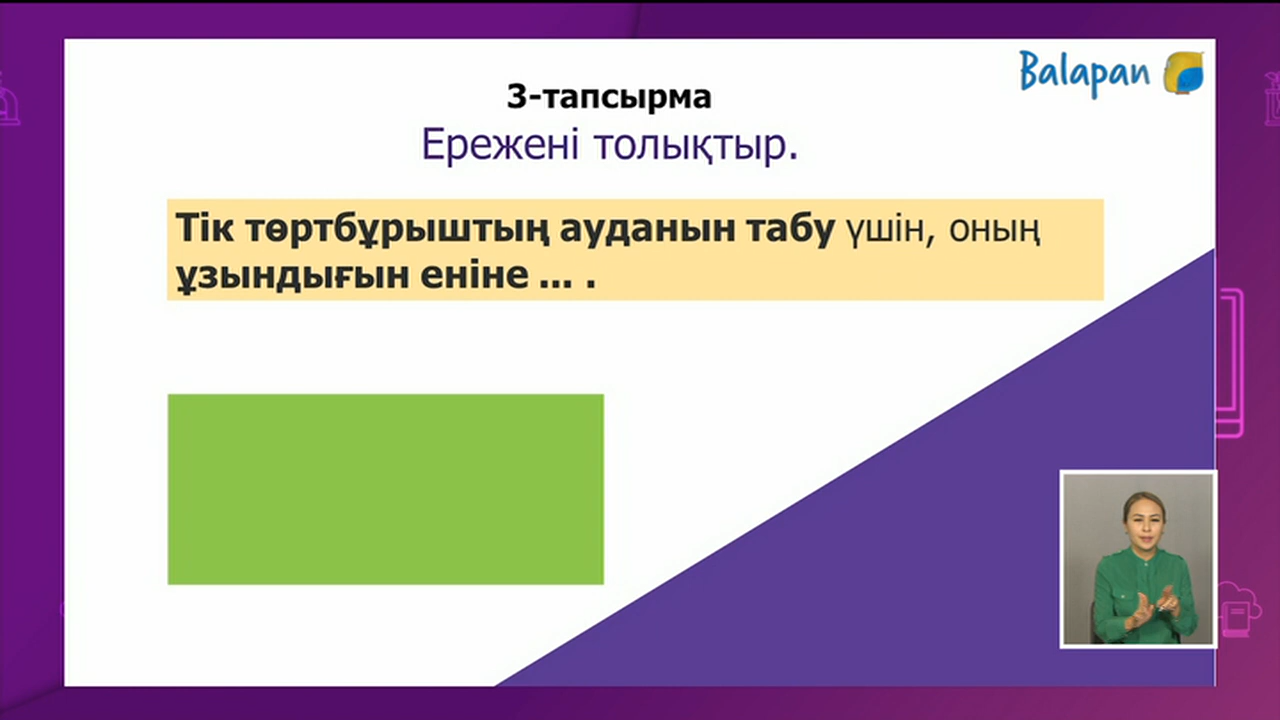 Balapan
3-тапсырма
Ережені толықтыр.
Тік төртбұрыштың ауданын табу үшін, оның
ұзындығын еніне ... .